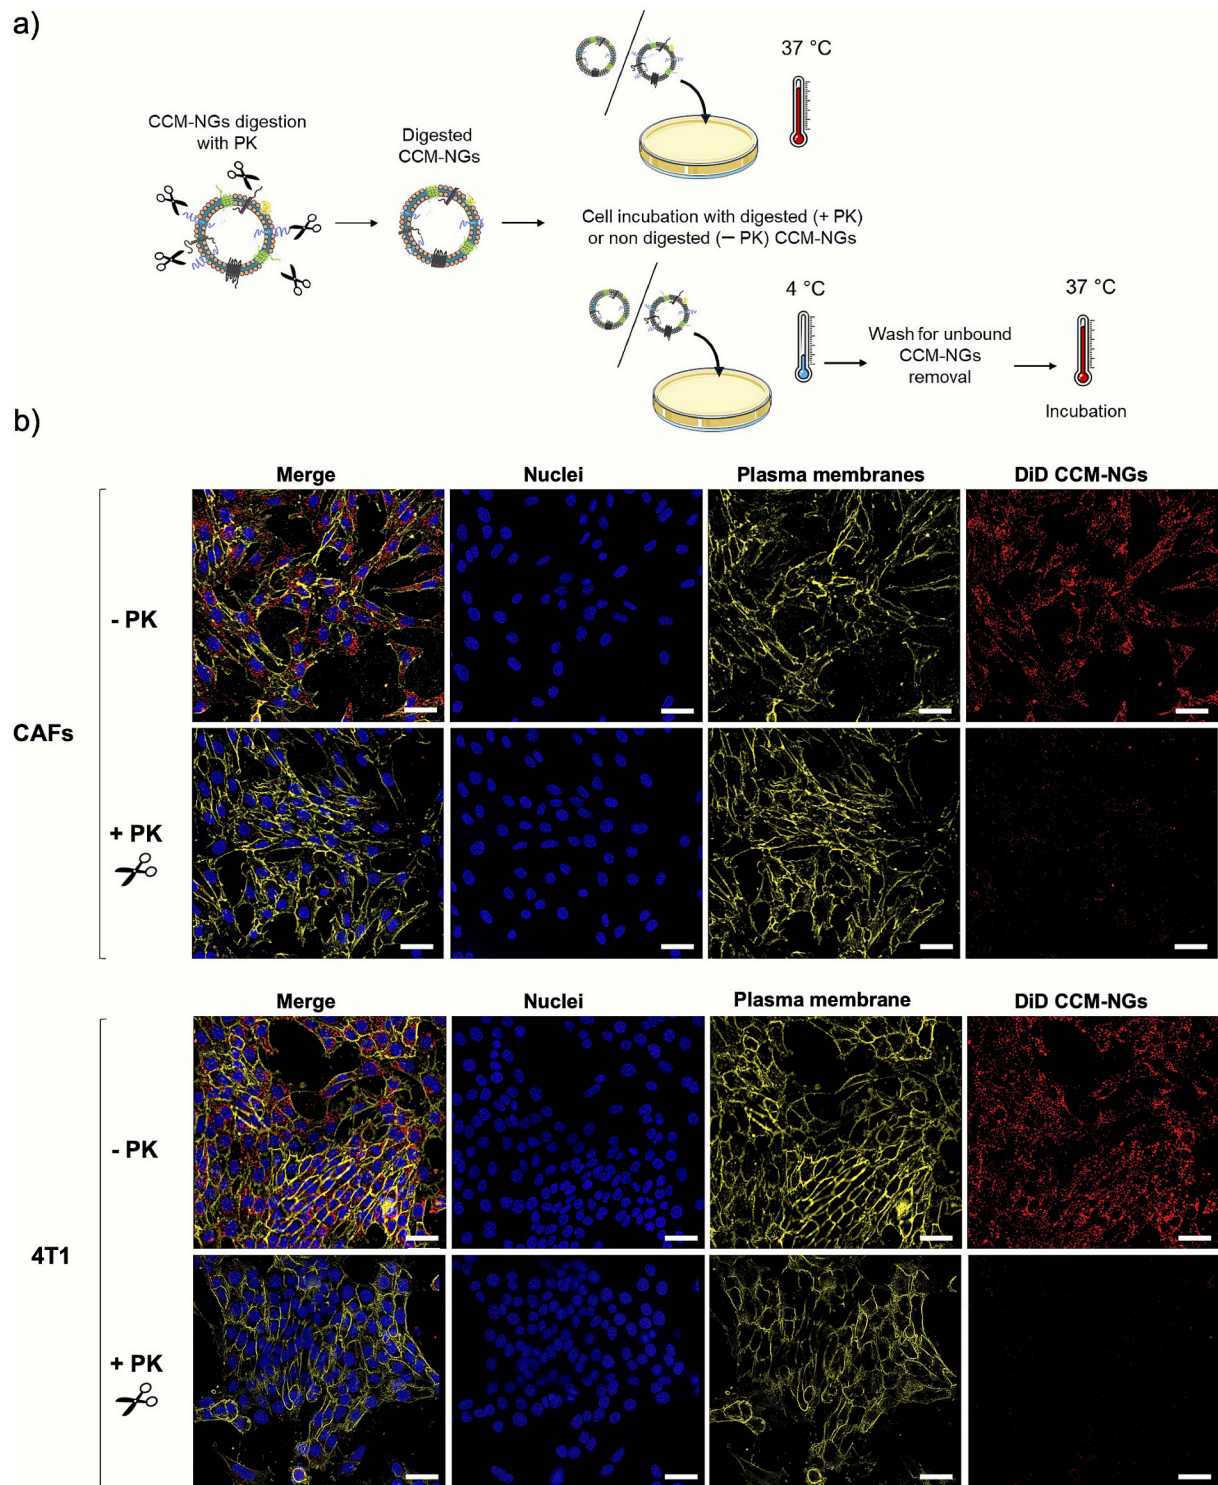 a)
37 °C
CCM-NGs digestion
with PK
Digested
CCM-NGs
Cell incubation with digested (+ PK)
or non digested (– PK) CCM-NGs
4 °C
37 °C
Wash for unbound
CCM-NGs
removal
Incubation
b)
Merge
Nuclei
Plasma membranes
DiD CCM-NGs
- PK
CAFs
+ PK
Merge
Nuclei
Plasma membrane
DiD CCM-NGs
- PK
4T1
+ PK